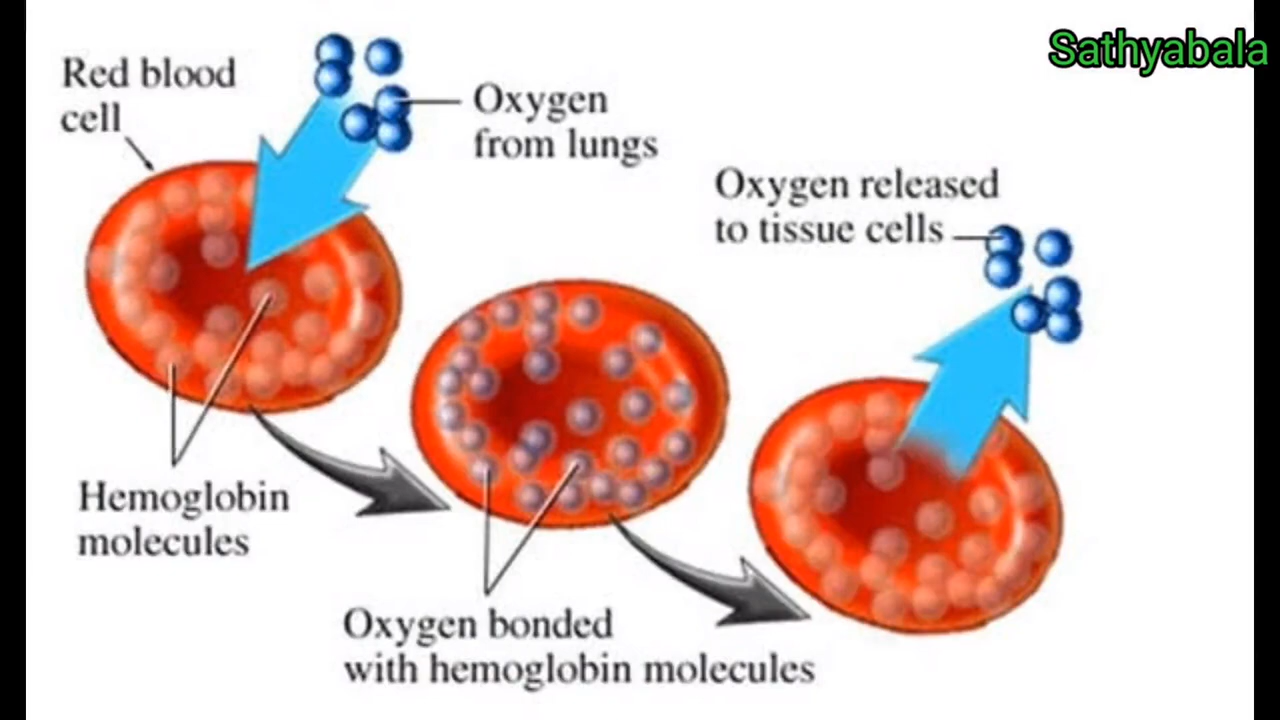 Sathyabala
Red blood
cell
Oxygen
from lungs
Oxygen released
to tissue cells
Hemoglobin
molecules
Oxygen bonded
with hemoglobin molecules